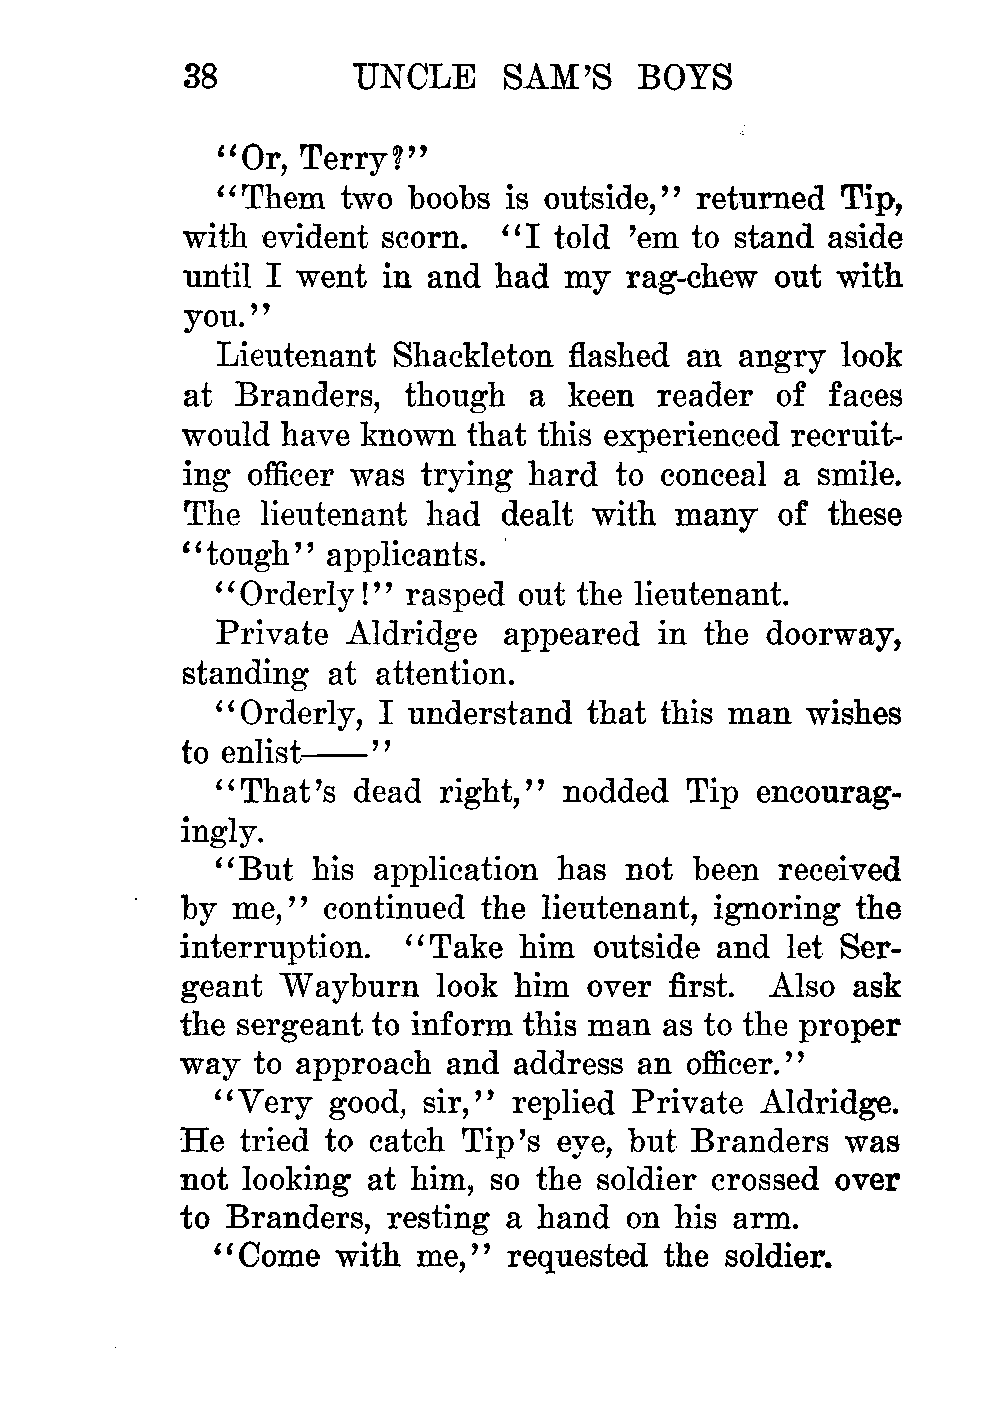 38 UNCLE SAM'S BOYS
"Or, Terry?"
"Them two boobs is outside," returned Tip,
with evident scorn. "I told 'em to stand aside
until I went in and had my rag-chew out with
you."
Lieutenant Shackleton flashed an angry look
at Branders, though a keen reader of faces
would have known that this experienced recruit-
ing officer was trying hard to conceal a smile.
The lieutenant had dealt with many of these
"tough" applicants.
"Orderly!" rasped out the lieutenant.
Private Aldridge appeared in the doorway,
standing at attention.
"Orderly, I understand that this man wishes
to enlist——"
"That's dead right," nodded Tip encourag-
ingly.
"But his application has not been received
by me," continued the lieutenant, ignoring the
interruption. "Take him outside and let Ser-
geant Wayburn look him over first. Also ask
the sergeant to inform this man as to the proper
way to approach and address an officer."
"Very good, sir," replied Private Aldridge.
He tried to catch Tip's eye, but Branders was
not looking at him, so the soldier crossed over
to Branders, resting a hand on his arm.
"Come with me," requested the soldier.